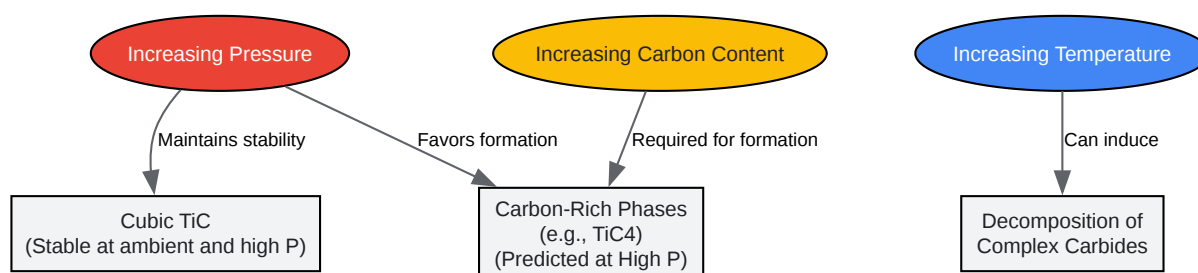 Increasing Pressure
Increasing Carbon Content
Increasing Temperature
Maintains stability
Favors formation
Required for formation
Can induce
Cubic TiC
(Stable at ambient and high P)
Carbon-Rich Phases
(e.g., TiC4)
(Predicted at High P)
Decomposition of
Complex Carbides